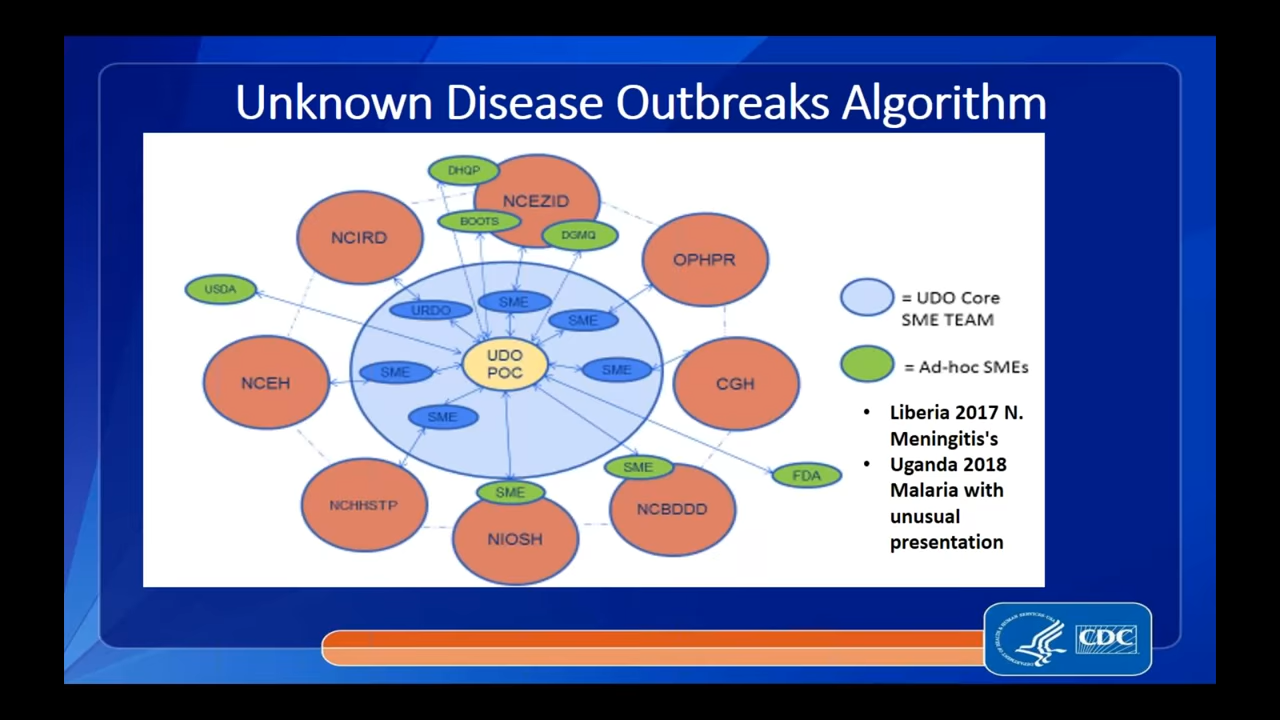 Unknown Disease Outbreaks Algorithm
DHQP
NCEZID
BOOTS
DGMQ
NCIRD
OPHPR
USDA
URDO
SME
SME
UDO
POC
SME
SME
SME
NCEH
CGH
NCHHSTP
SME
NIOSH
SME
NCBDDD
FDA
= UDO Core
SME TEAM
= Ad-hoc SMEs
• Liberia 2017 N.
Meningitis's
• Uganda 2018
Malaria with
unusual
presentation
CDC